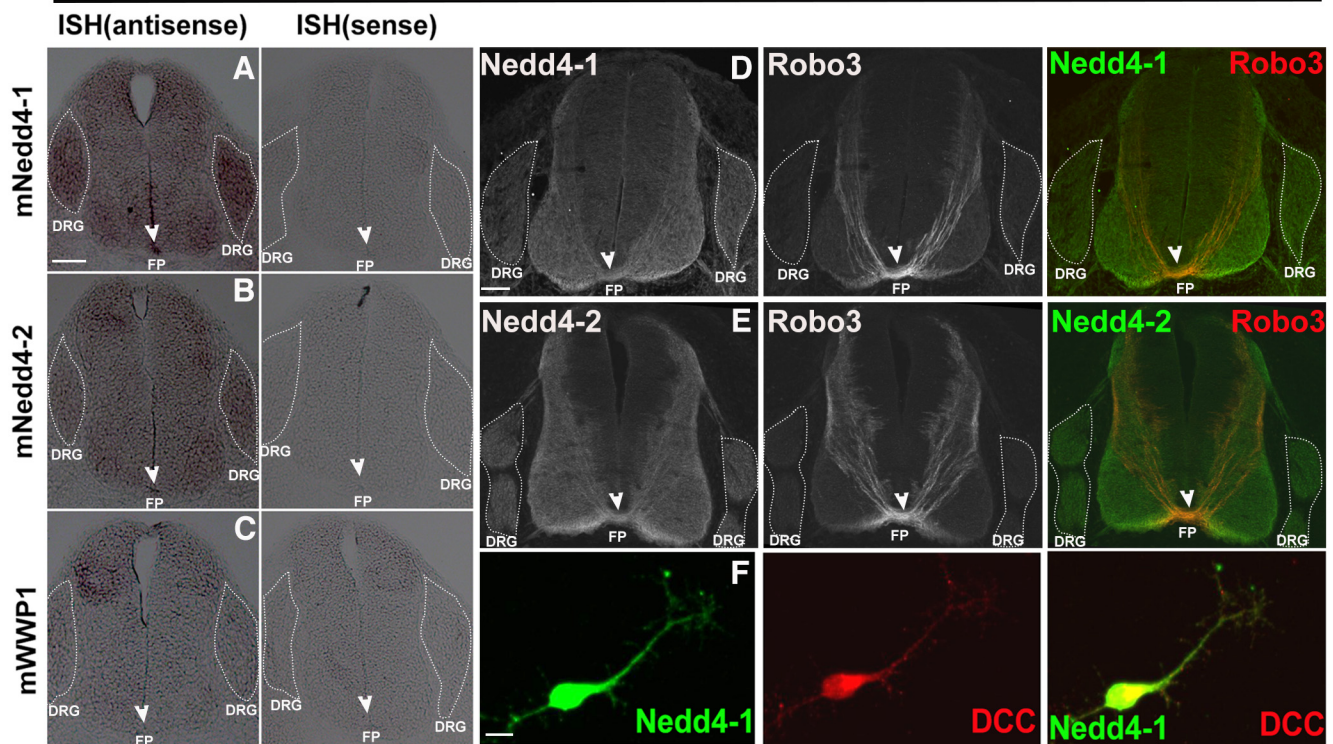 ISH(antisense) ISH(sense)
mNedd4-1
A
DRG
DRG
FP
DRG
DRG
FP
mNedd4-2
B
DRG
DRG
FP
DRG
DRG
FP
mWWP1
C
DRG
DRG
FP
DRG
DRG
FP
Nedd4-1 D
DRG
DRG
FP
Robo3
DRG
DRG
FP
Nedd4-1 Robo3
DRG
DRG
FP
Nedd4-2 E
DRG
DRG
FP
Robo3
DRG
DRG
FP
Nedd4-2 Robo3
DRG
DRG
FP
F
Nedd4-1
DCC
Nedd4-1 DCC